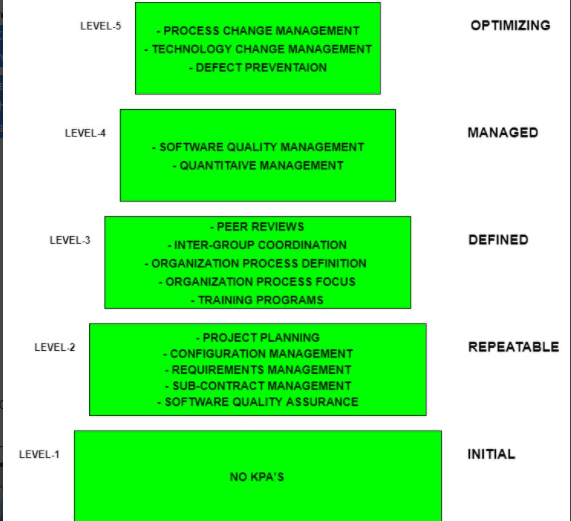 LEVEL-5
- PROCESS CHANGE MANAGEMENT
- TECHNOLOGY CHANGE MANAGEMENT
- DEFECT PREVENTAION
OPTIMIZING
LEVEL-4
- SOFTWARE QUALITY MANAGEMENT
- QUANTITAIVE MANAGEMENT
MANAGED
LEVEL-3
- PEER REVIEWS
- INTER-GROUP COORDINATION
- ORGANIZATION PROCESS DEFINITION
- ORGANIZATION PROCESS FOCUS
- TRAINING PROGRAMS
DEFINED
LEVEL-2
- PROJECT PLANNING
- CONFIGURATION MANAGEMENT
- REQUIREMENTS MANAGEMENT
- SUB-CONTRACT MANAGEMENT
- SOFTWARE QUALITY ASSURANCE
REPEATABLE
LEVEL-1
NO KPA'S
INITIAL